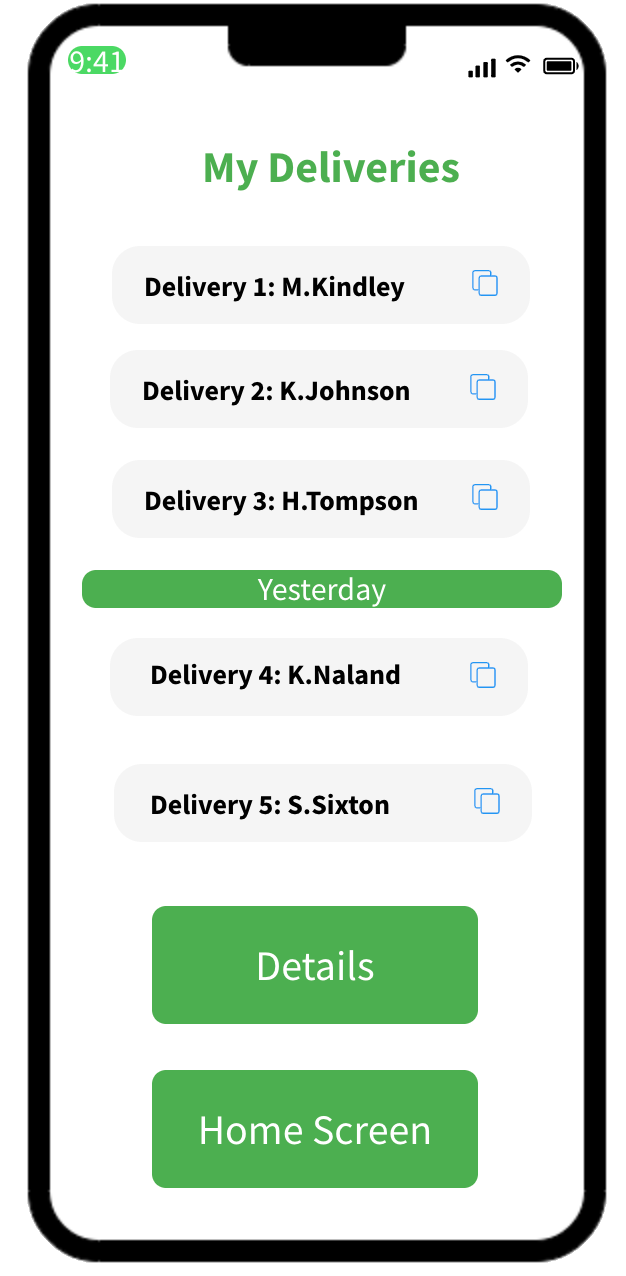 9:41
My Deliveries
Delivery 1: M.Kindley
Delivery 2: K.Johnson
Delivery 3: H.Tompson
Yesterday
Delivery 4: K.Naland
Delivery 5: S.Sixton
Details
Home Screen